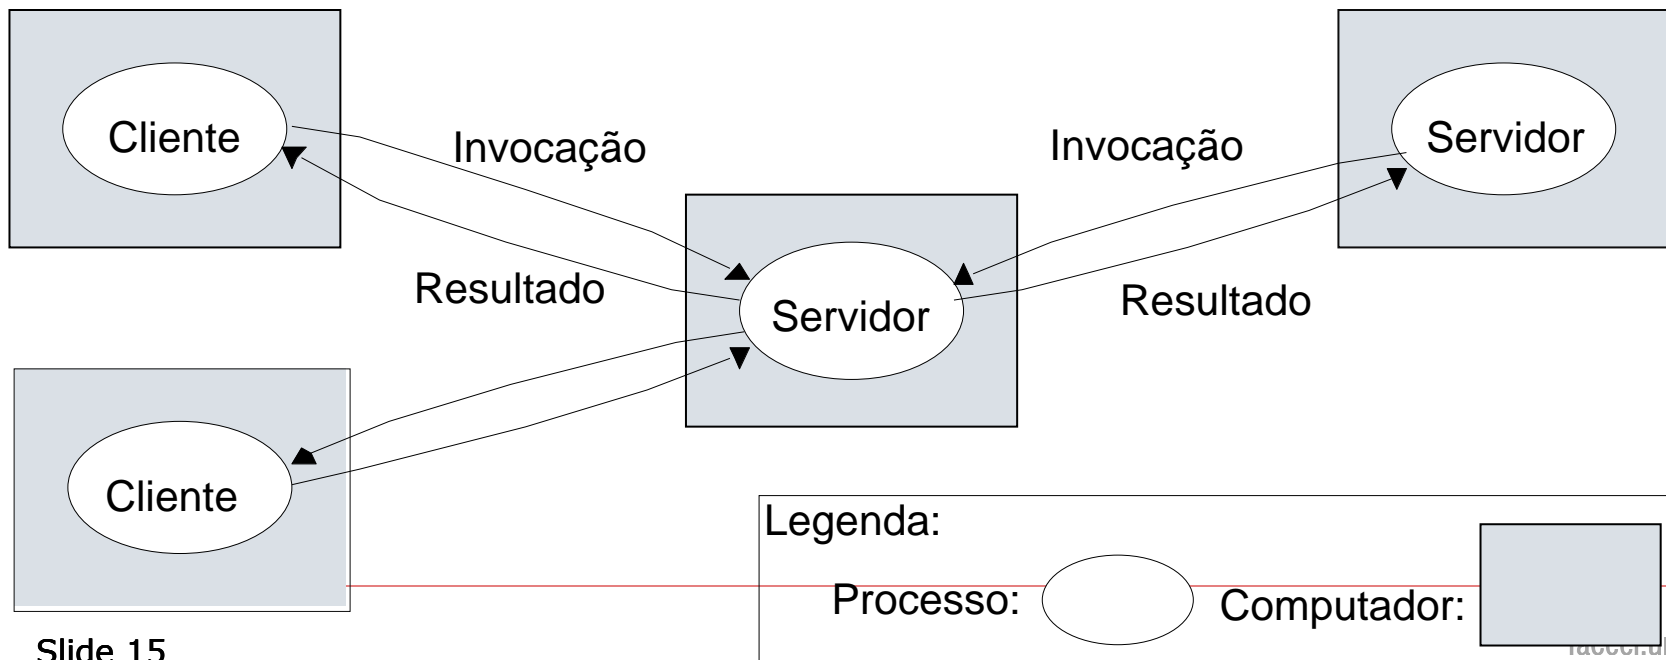 Cliente
Invocação
Invocação
Servidor
Resultado
Servidor
Resultado
Cliente
Legenda:
Processo:
Computador:
Slide 15